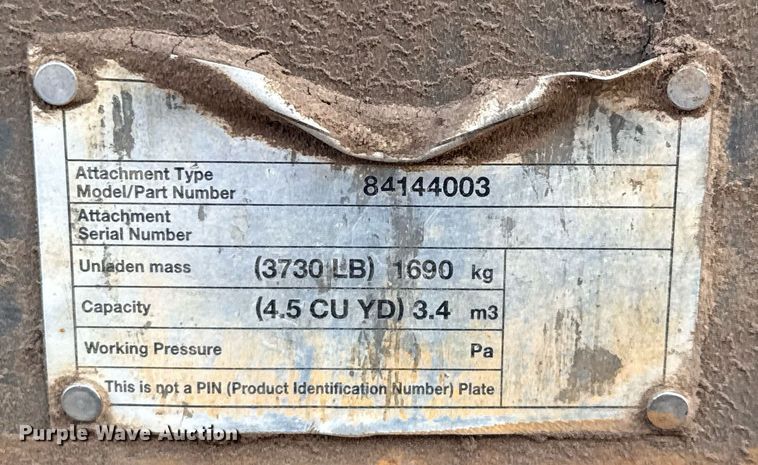 Attachment Type
Model/Part Number 84144003
Attachment
Serial Number
Unladen mass (3730 LB) 1690 kg
Capacity (4.5 CU YD) 3.4 m3
Working Pressure Pa
This is not a PIN (Product Identification Number) Plate
Purple Wave Auction